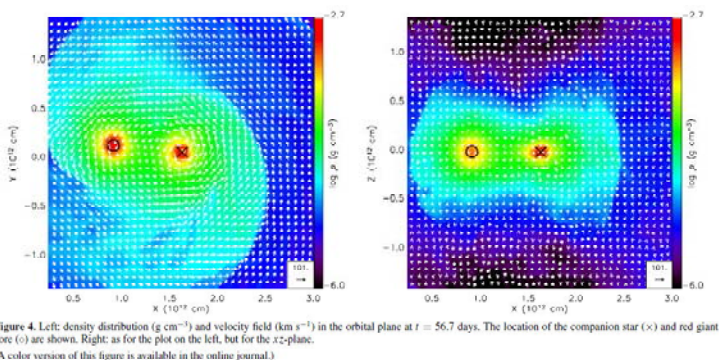 -2.7
-2.7
1.0
0.5
0.0
-0.5
-1.0
Y (10¹² cm)
log ρ (g cm⁻³)
101.
-6.0
0.5 1.0 1.5 2.0 2.5 3.0
1.0
0.5
0.0
-0.5
-1.0
log ρ (g cm⁻³)
101.
-6.0
0.5 1.0 1.5 2.0 2.5 3.0
igure 4. Left: density distribution (g cm⁻³) and velocity field (km s⁻¹) in the orbital plane at t = 56.7 days. The location of the companion star (×) and red giant
ore (○) are shown. Right: as for the plot on the left, but for the xz-plane.
A color version of this figure is available in the online journal.)